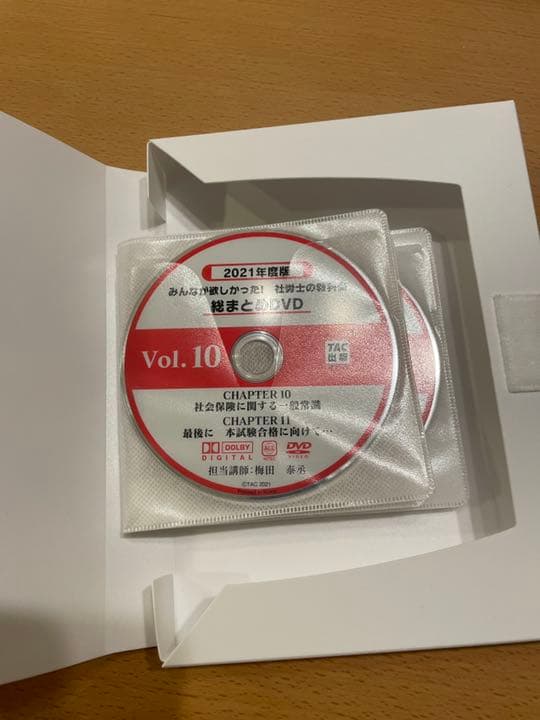 2021年度版
みんなが欲しかった! 社労士の教科書
総まとめDVD
Vol. 10
TAC
出版
CHAPTER 10
社会保険に関する一般常識
CHAPTER 11
最後に 本試験合格に向けて…
DOLBY
DIGITAL
ALL
DVD
VIDEO
担当講師:梅田 泰丞
©TAC 2021